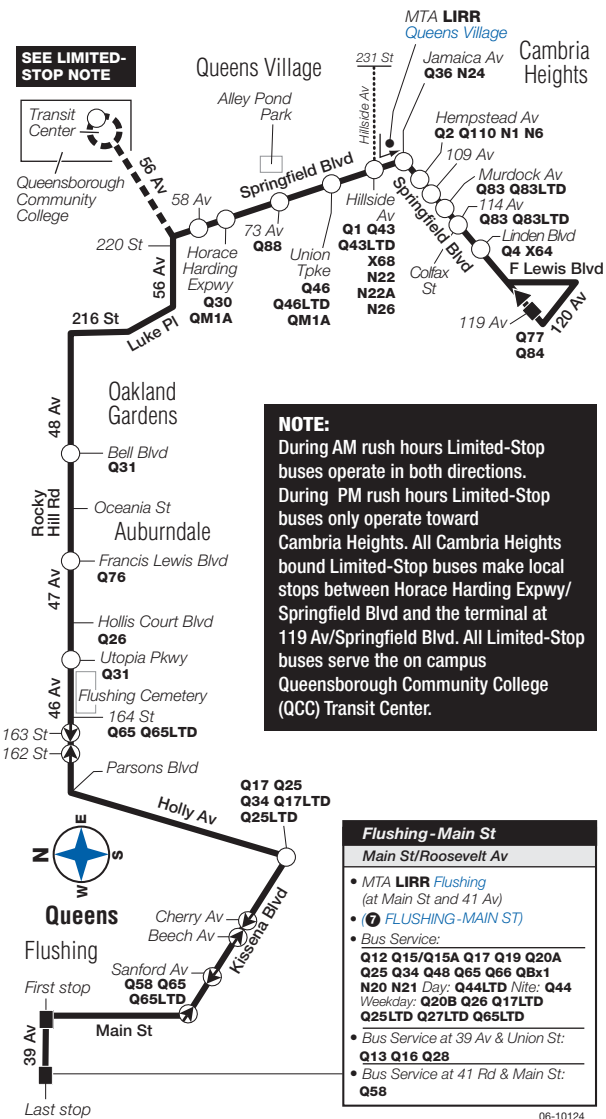 MTA LIRR
Queens Village
SEE LIMITED-
STOP NOTE
231 St
Jamaica Av
Q36 N24
Cambria
Heights
Queens Village
Transit
Center
Alley Pond
Park
Hillside Av
Hempstead Av
Q2 Q110 N1 N6
109 Av
Murdock Av
Q83 Q83LTD
114 Av
Q83 Q83LTD
Linden Blvd
Q4 X64
Queensborough
Community
College
56 Av
58 Av
Springfield Blvd
Springfield Blvd
73 Av
Q88
Hillside
Av
Q1 Q43
Q43LTD
X68
N22
N22A
N26
Colfax
St
F Lewis Blvd
220 St
Horace
Harding
Expwy
Q30
QM1A
Union
Tpke
Q46
Q46LTD
QM1A
119 Av
120 Av
Q77
Q84
56 Av
216 St
Luke Pl
Oakland
Gardens
48 Av
Bell Blvd
Q31
Rocky
Hill Rd
Oceania St
Auburndale
Francis Lewis Blvd
Q76
47 Av
Hollis Court Blvd
Q26
Utopia Pkwy
Q31
46 Av
Flushing Cemetery
164 St
Q65 Q65LTD
163 St
162 St
Parsons Blvd
NOTE:
During AM rush hours Limited-Stop
buses operate in both directions.
During PM rush hours Limited-Stop
buses only operate toward
Cambria Heights. All Cambria Heights
bound Limited-Stop buses make local
stops between Horace Harding Expwy/
Springfield Blvd and the terminal at
119 Av/Springfield Blvd. All Limited-Stop
buses serve the on campus
Queensborough Community College
(QCC) Transit Center.
Holly Av
Q17 Q25
Q34 Q17LTD
Q25LTD
N
E
S
W
Queens
Flushing
Cherry Av
Beech Av
Kissena Blvd
Sanford Av
Q58 Q65
Q65LTD
First stop
Main St
39 Av
Last stop
Flushing-Main St
Main St/Roosevelt Av
• MTA LIRR Flushing
(at Main St and 41 Av)
• (7 FLUSHING-MAIN ST)
• Bus Service:
Q12 Q15/Q15A Q17 Q19 Q20A
Q25 Q34 Q48 Q65 Q66 QBx1
N20 N21 Day: Q44LTD Nite: Q44
Weekday: Q20B Q26 Q17LTD
Q25LTD Q27LTD Q65LTD
• Bus Service at 39 Av & Union St:
Q13 Q16 Q28
• Bus Service at 41 Rd & Main St:
Q58
06-10124